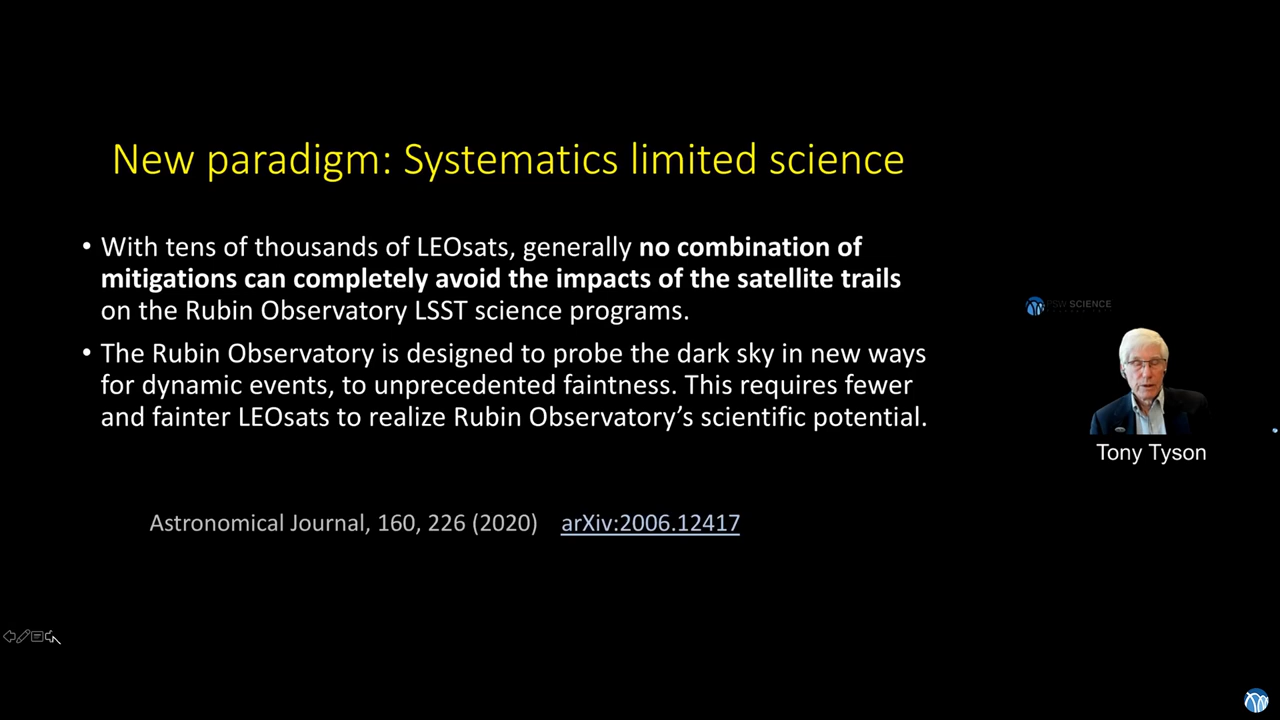 New paradigm: Systematics limited science
• With tens of thousands of LEOsats, generally no combination of
mitigations can completely avoid the impacts of the satellite trails
on the Rubin Observatory LSST science programs.
• The Rubin Observatory is designed to probe the dark sky in new ways
for dynamic events, to unprecedented faintness. This requires fewer
and fainter LEOsats to realize Rubin Observatory’s scientific potential.
Astronomical Journal, 160, 226 (2020) arXiv:2006.12417
PSW SCIENCE
Tony Tyson